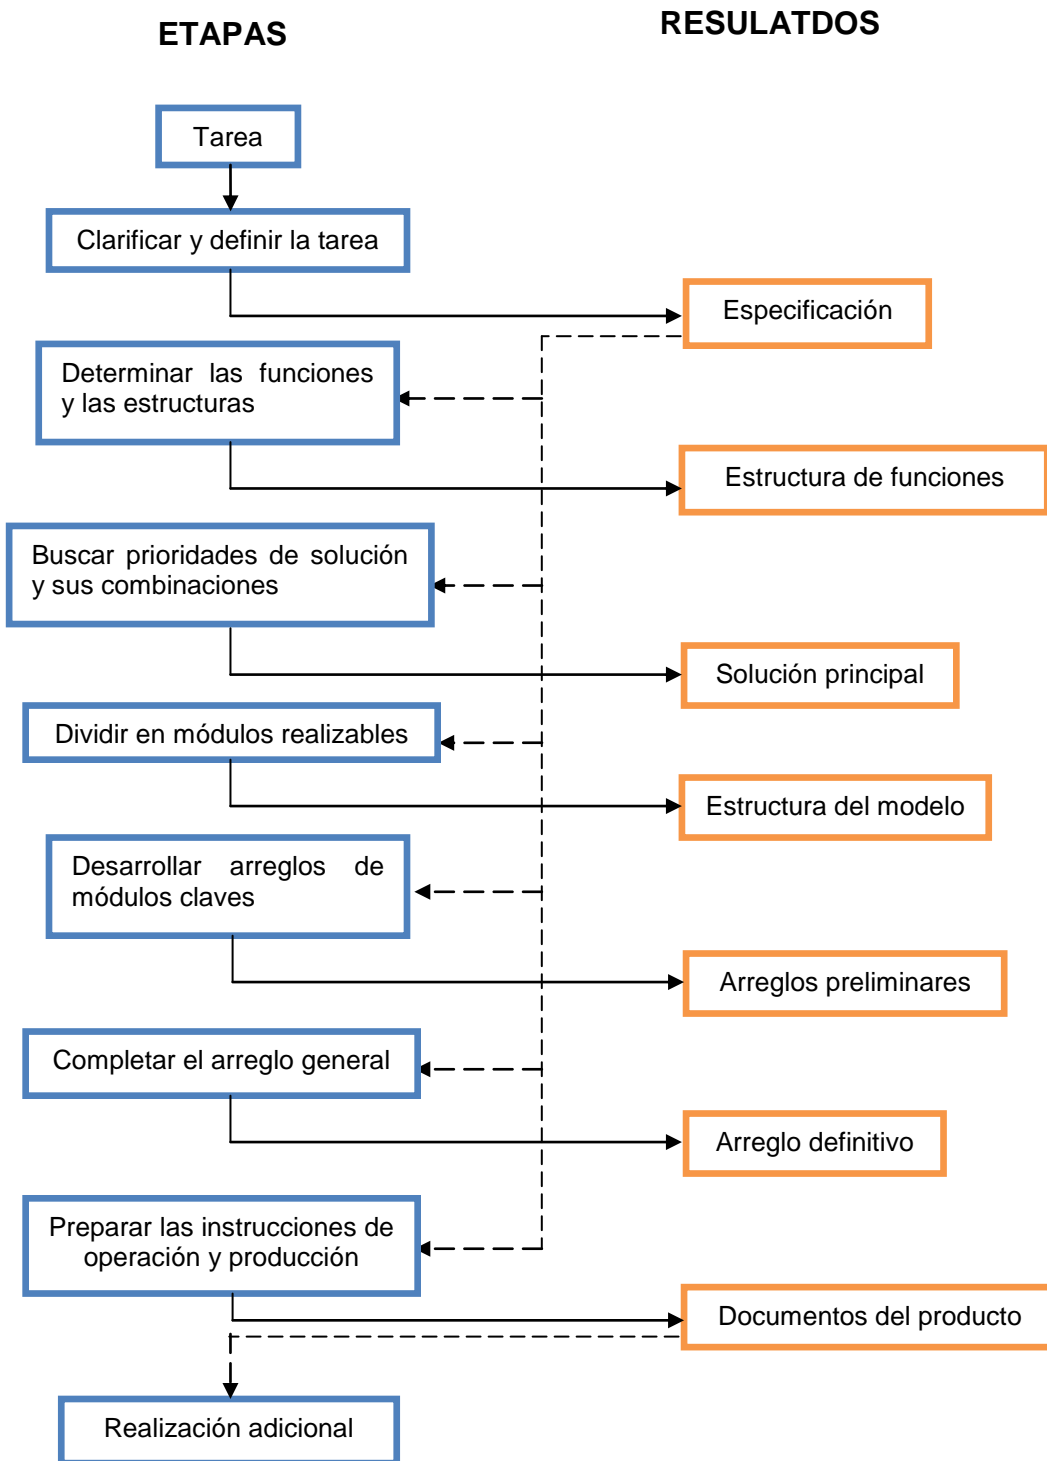 ETAPAS
RESULATDOS
Tarea
Clarificar y definir la tarea
Especificación
Determinar las funciones
y las estructuras
Estructura de funciones
Buscar prioridades de solución
y sus combinaciones
Solución principal
Dividir en módulos realizables
Estructura del modelo
Desarrollar arreglos de
módulos claves
Arreglos preliminares
Completar el arreglo general
Arreglo definitivo
Preparar las instrucciones de
operación y producción
Documentos del producto
Realización adicional